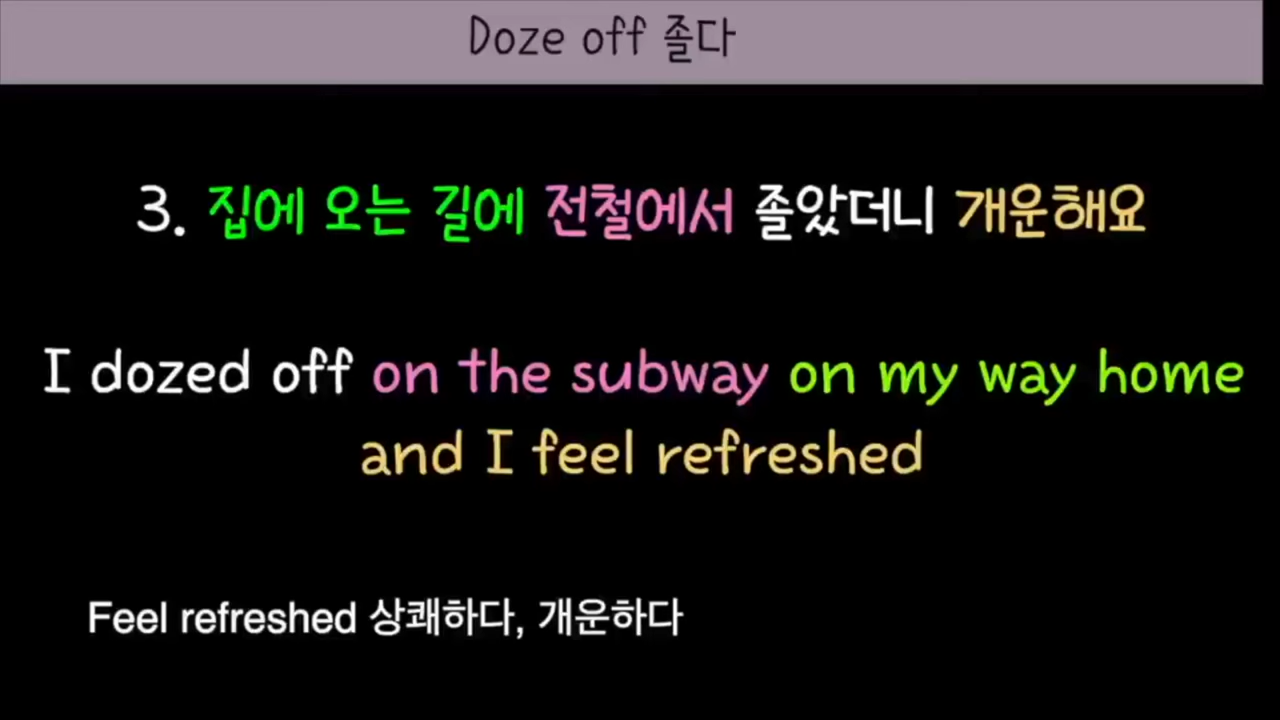 Doze off 졸다
3. 집에 오는 길에 전철에서 졸았더니 개운해요
I dozed off on the subway on my way home
and I feel refreshed
Feel refreshed 상쾌하다, 개운하다